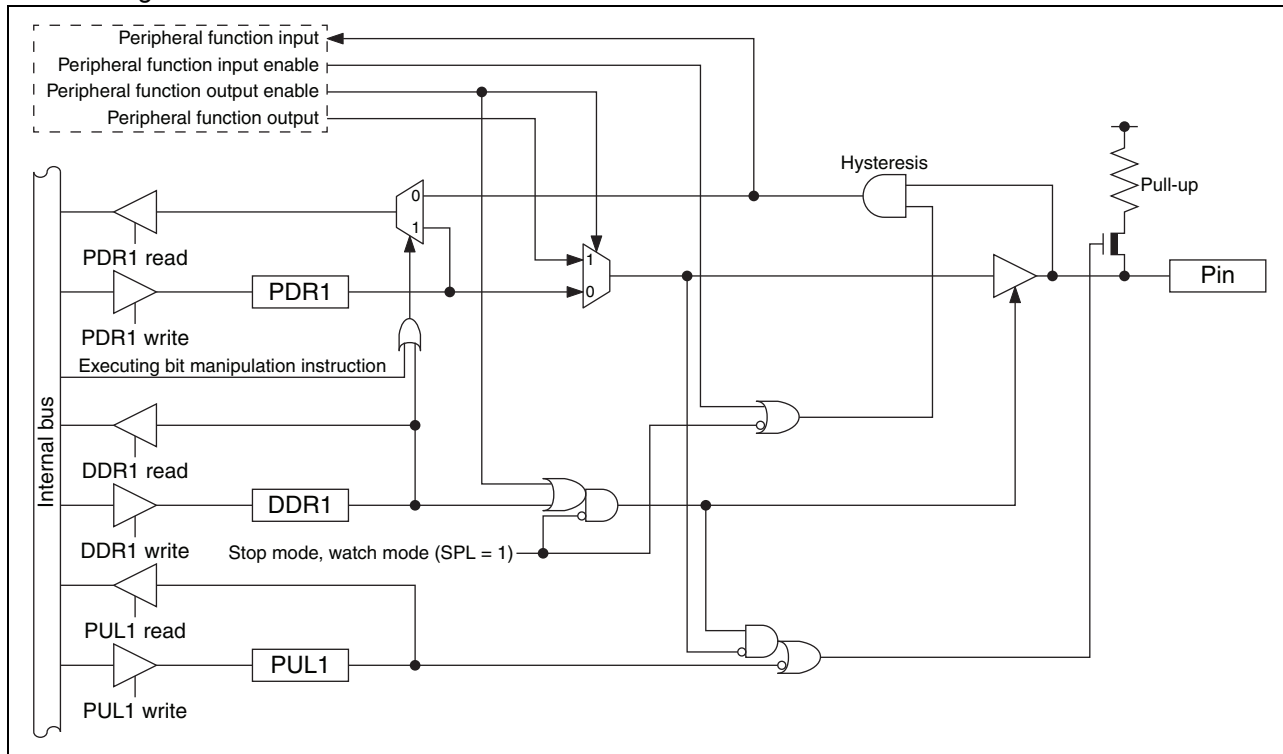 Peripheral function input
Peripheral function input enable
Peripheral function output enable
Peripheral function output
Hysteresis
Pull-up
0
1
PDR1 read
1
Pin
PDR1
0
PDR1 write
Executing bit manipulation instruction
Internal bus
DDR1 read
DDR1
Stop mode, watch mode (SPL = 1)
DDR1 write
PUL1 read
PUL1
PUL1 write